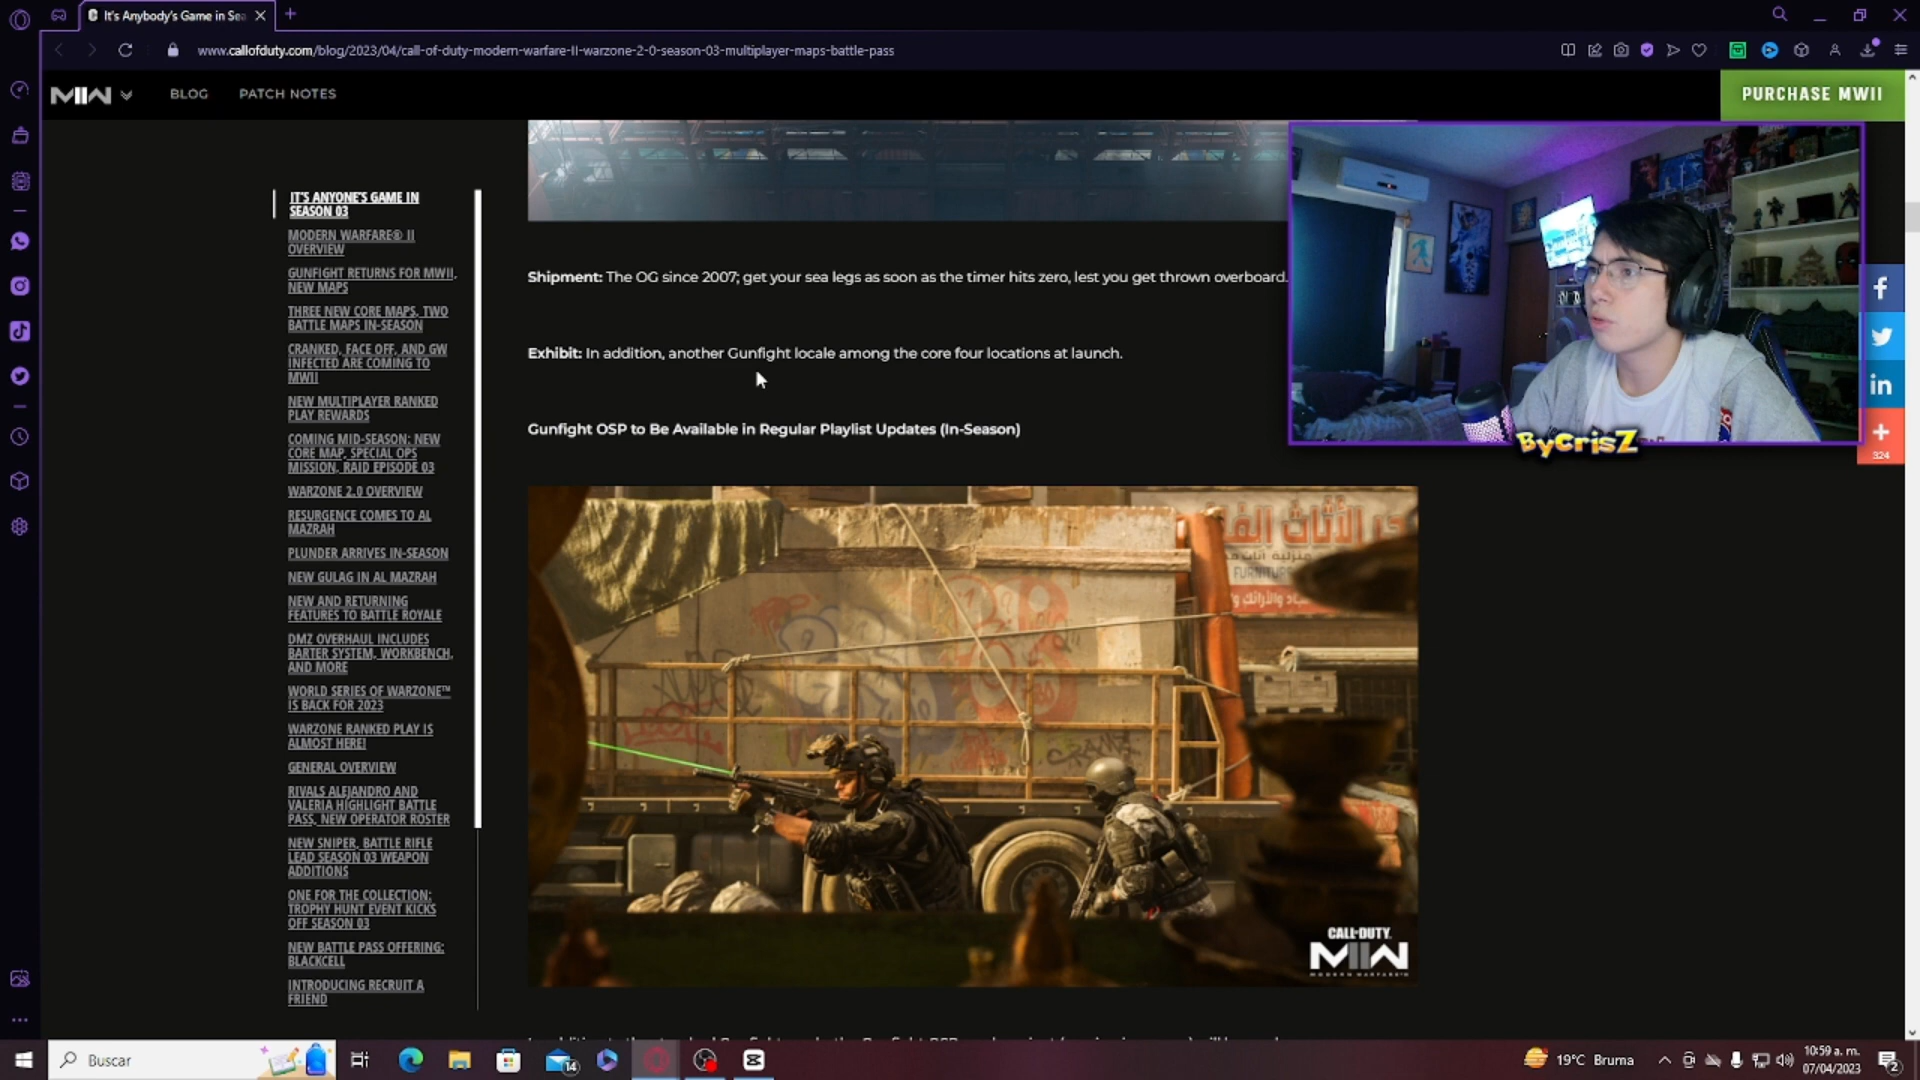 It's Anybody's Game in Sea
www.callofduty.com/blog/2023/04/call-of-duty-modern-warfare-II-warzone-2-0-season-03-multiplayer-maps-battle-pass
MWII
BLOG
PATCH NOTES
PURCHASE MWII
IT'S ANYONE'S GAME IN
SEASON 03
MODERN WARFARE® II
OVERVIEW
GUNFIGHT RETURNS FOR MWII,
NEW MAPS
THREE NEW CORE MAPS, TWO
BATTLE MAPS IN-SEASON
CRANKED, FACE OFF, AND GW
INFECTED ARE COMING TO
MWII
NEW MULTIPLAYER RANKED
PLAY REWARDS
COMING MID-SEASON: NEW
CORE MAP, SPECIAL OPS
MISSION, RAID EPISODE 03
WARZONE 2.0 OVERVIEW
RESURGENCE COMES TO AL
MAZRAH
PLUNDER ARRIVES IN-SEASON
NEW GULAG IN AL MAZRAH
NEW AND RETURNING
FEATURES TO BATTLE ROYALE
DMZ OVERHAUL INCLUDES
BARTER SYSTEM, WORKBENCH,
AND MORE
WORLD SERIES OF WARZONE™
IS BACK FOR 2023
WARZONE RANKED PLAY IS
ALMOST HERE!
GENERAL OVERVIEW
RIVALS ALEJANDRO AND
VALERIA HIGHLIGHT BATTLE
PASS, NEW OPERATOR ROSTER
NEW SNIPER, BATTLE RIFLE
LEAD SEASON 03 WEAPON
ADDITIONS
ONE FOR THE COLLECTION:
TROPHY HUNT EVENT KICKS
OFF SEASON 03
NEW BATTLE PASS OFFERING:
BLACKCELL
INTRODUCING RECRUIT A
FRIEND
Shipment: The OG since 2007; get your sea legs as soon as the timer hits zero, lest you get thrown overboard.
Exhibit: In addition, another Gunfight locale among the core four locations at launch.
Gunfight OSP to Be Available in Regular Playlist Updates (In-Season)
ByCrisZ
324
FURNITURE
CALL·DUTY
MWII
MODERN WARFARE
Buscar
14
19°C Bruma
10:59 a. m.
07/04/2023
2